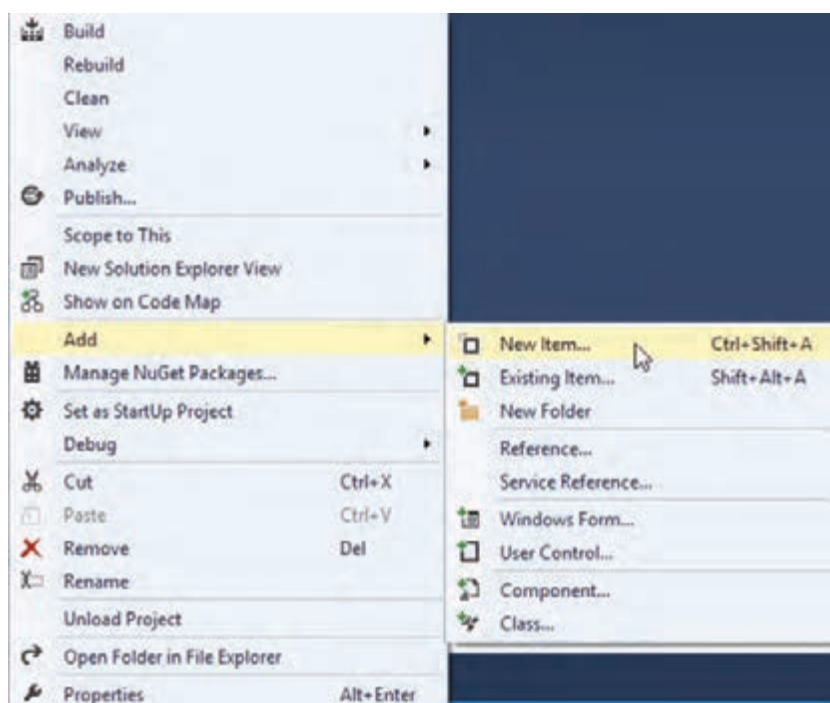 Build
Rebuild
Clean
View
Analyze
Publish...
Scope to This
New Solution Explorer View
Show on Code Map
Add
Manage NuGet Packages...
Set as StartUp Project
Debug
Cut Ctrl+X
Paste Ctrl+V
Remove Del
Rename
Unload Project
Open Folder in File Explorer
Properties Alt+Enter
New Item... Ctrl+Shift+A
Existing Item... Shift+Alt+A
New Folder
Reference...
Service Reference...
Windows Form...
User Control...
Component...
Class...